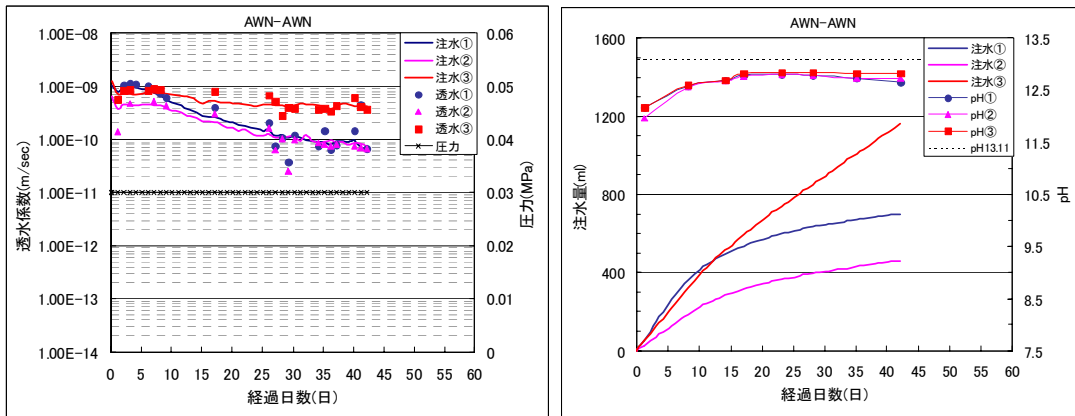 AWN-AWN
1.00E-08
1.00E-09
1.00E-10
1.00E-11
1.00E-12
1.00E-13
1.00E-14
透水係数(m/sec)
0.06
0.05
0.04
0.03
0.02
0.01
0
圧力(MPa)
注水①
注水②
注水③
透水①
透水②
透水③
圧力
0 5 10 15 20 25 30 35 40 45 50 55 60
経過日数(日)
AWN-AWN
1600
1200
800
400
0
注水量(ml)
13.5
12.5
11.5
10.5
9.5
8.5
7.5
pH
注水①
注水②
注水③
pH①
pH②
pH③
pH13.11
0 5 10 15 20 25 30 35 40 45 50 55 60
経過日数(日)